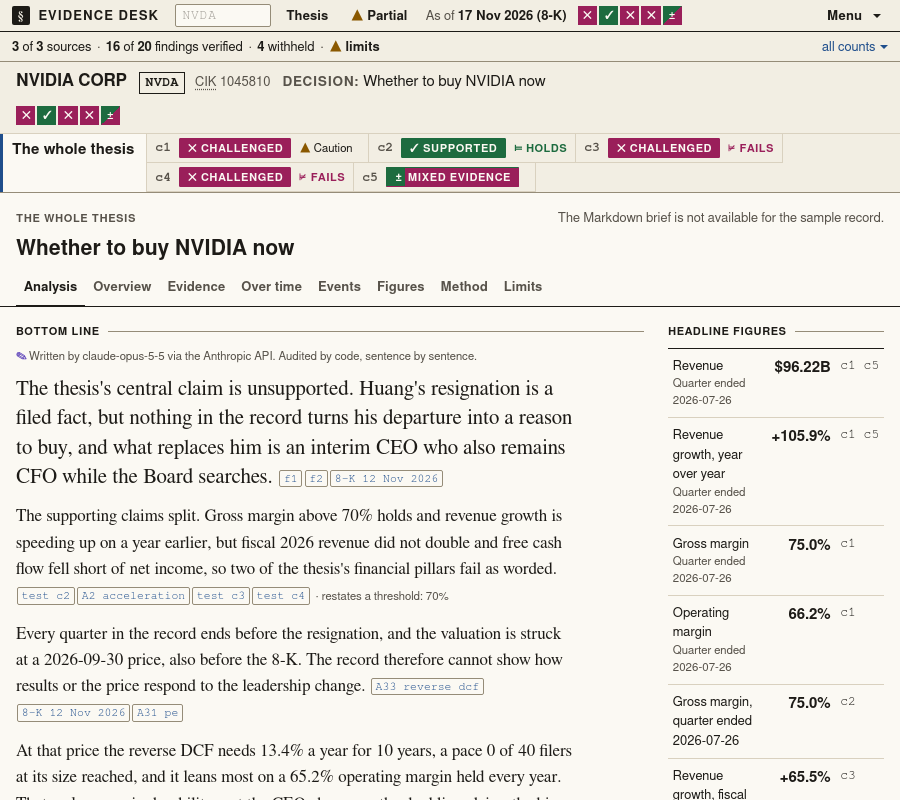 § EVIDENCE DESK NVDA Thesis ▲ Partial As of 17 Nov 2026 (8-K) ✕ ✓ ✕ ✕ ± Menu
3 of 3 sources · 16 of 20 findings verified · 4 withheld · ▲ limits all counts
NVIDIA CORP NVDA CIK 1045810 DECISION: Whether to buy NVIDIA now
✕ ✓ ✕ ✕ ±
The whole thesis c1 ✕ CHALLENGED ▲ Caution c2 ✓ SUPPORTED ⊨ HOLDS c3 ✕ CHALLENGED ⊭ FAILS
c4 ✕ CHALLENGED ⊭ FAILS c5 ± MIXED EVIDENCE
THE WHOLE THESIS The Markdown brief is not available for the sample record.
Whether to buy NVIDIA now
Analysis Overview Evidence Over time Events Figures Method Limits
BOTTOM LINE
✎ Written by claude-opus-5-5 via the Anthropic API. Audited by code, sentence by sentence.
The thesis's central claim is unsupported. Huang's resignation is a
filed fact, but nothing in the record turns his departure into a reason
to buy, and what replaces him is an interim CEO who also remains
CFO while the Board searches. f1 f2 8-K 12 Nov 2026
The supporting claims split. Gross margin above 70% holds and revenue growth is
speeding up on a year earlier, but fiscal 2026 revenue did not double and free cash
flow fell short of net income, so two of the thesis's financial pillars fail as worded.
test c2 A2 acceleration test c3 test c4 · restates a threshold: 70%
Every quarter in the record ends before the resignation, and the valuation is struck
at a 2026-09-30 price, also before the 8-K. The record therefore cannot show how
results or the price respond to the leadership change. A33 reverse dcf
8-K 12 Nov 2026 A31 pe
At that price the reverse DCF needs 13.4% a year for 10 years, a pace 0 of 40 filers
at its size reached, and it leans most on a 65.2% operating margin held every year.
HEADLINE FIGURES
Revenue $96.22B c1 c5
Quarter ended
2026-07-26
Revenue +105.9% c1 c5
growth, year
over year
Quarter ended
2026-07-26
Gross margin 75.0% c1
Quarter ended
2026-07-26
Operating 66.2% c1
margin
Quarter ended
2026-07-26
Gross margin, 75.0% c2
quarter ended
2026-07-26
Revenue +65.5% c3
growth, fiscal